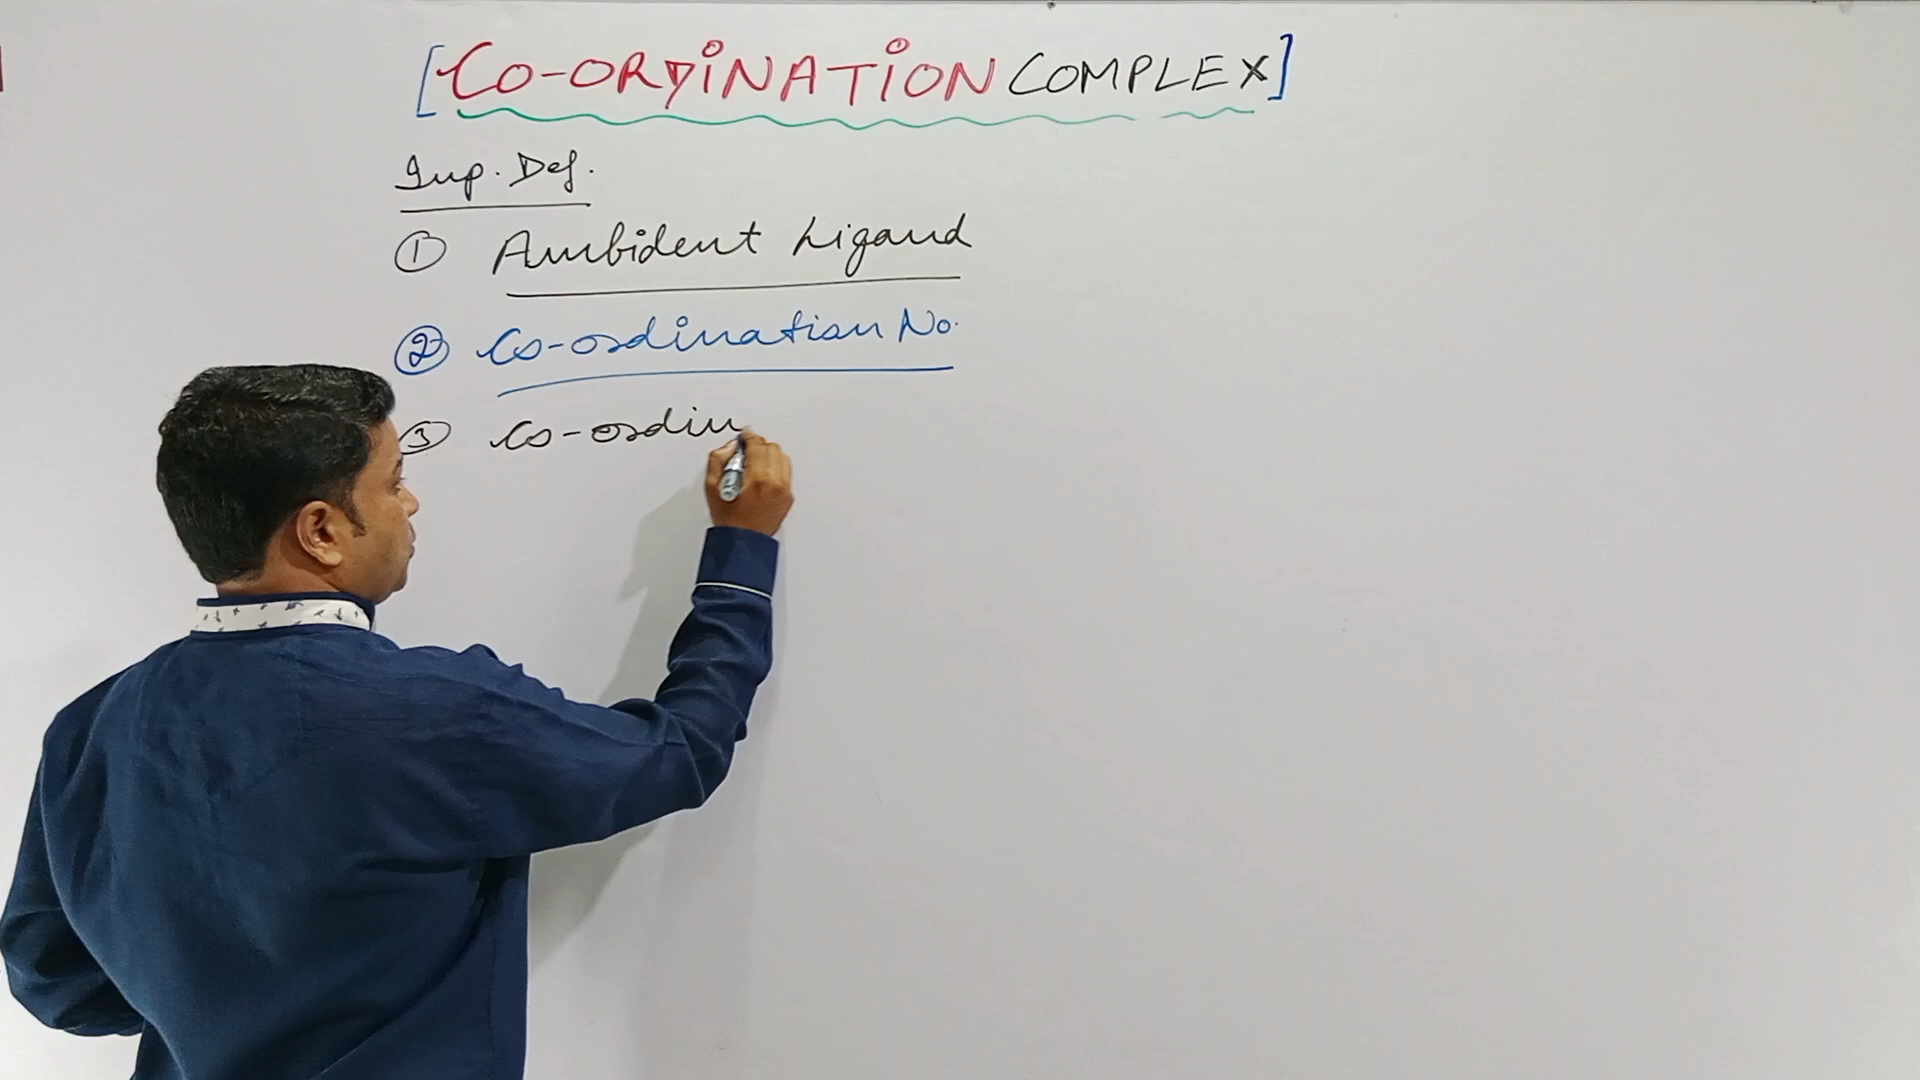 [CO-ORDINATION COMPLEX]
Imp. Def.
① Ambident Ligand
② Co-ordination No.
③ Co-ordin